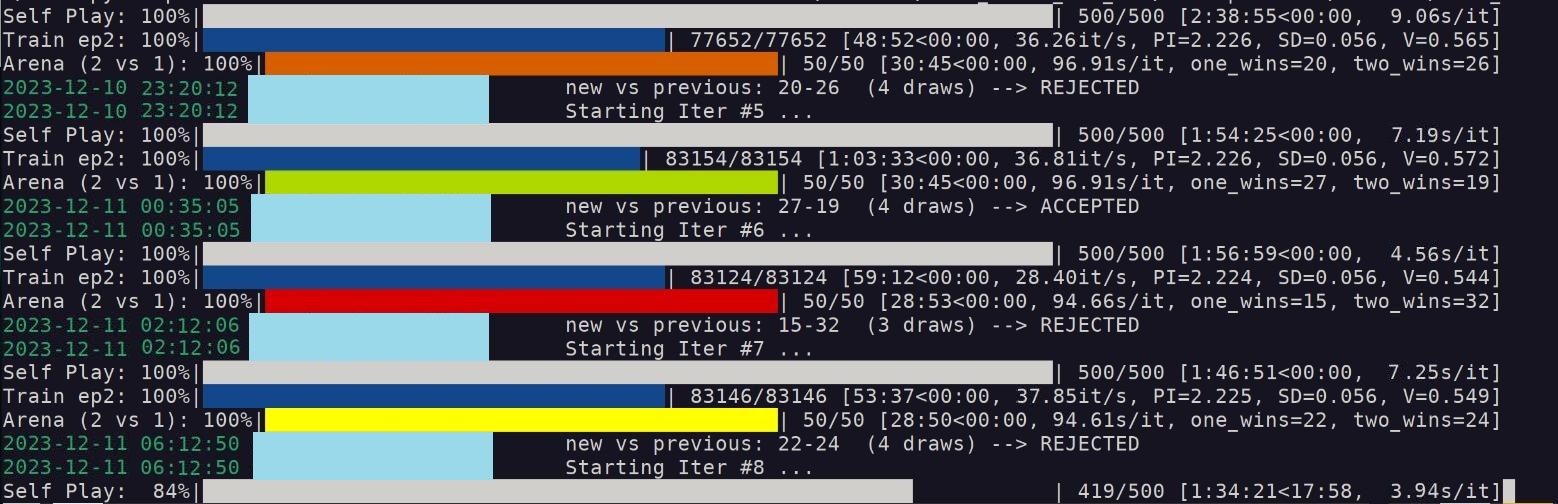 Self Play: 100%| | 500/500 [2:38:55<00:00, 9.06s/it]
Train ep2: 100%| | 77652/77652 [48:52<00:00, 36.26it/s, PI=2.226, SD=0.056, V=0.565]
Arena (2 vs 1): 100%| | 50/50 [30:45<00:00, 96.91s/it, one_wins=20, two_wins=26]
2023-12-10 23:20:12 new vs previous: 20-26 (4 draws) --> REJECTED
2023-12-10 23:20:12 Starting Iter #5 ...
Self Play: 100%| | 500/500 [1:54:25<00:00, 7.19s/it]
Train ep2: 100%| | 83154/83154 [1:03:33<00:00, 36.81it/s, PI=2.226, SD=0.056, V=0.572]
Arena (2 vs 1): 100%| | 50/50 [30:45<00:00, 96.91s/it, one_wins=27, two_wins=19]
2023-12-11 00:35:05 new vs previous: 27-19 (4 draws) --> ACCEPTED
2023-12-11 00:35:05 Starting Iter #6 ...
Self Play: 100%| | 500/500 [1:56:59<00:00, 4.56s/it]
Train ep2: 100%| | 83124/83124 [59:12<00:00, 28.40it/s, PI=2.224, SD=0.056, V=0.544]
Arena (2 vs 1): 100%| | 50/50 [28:53<00:00, 94.66s/it, one_wins=15, two_wins=32]
2023-12-11 02:12:06 new vs previous: 15-32 (3 draws) --> REJECTED
2023-12-11 02:12:06 Starting Iter #7 ...
Self Play: 100%| | 500/500 [1:46:51<00:00, 7.25s/it]
Train ep2: 100%| | 83146/83146 [53:37<00:00, 37.85it/s, PI=2.225, SD=0.056, V=0.549]
Arena (2 vs 1): 100%| | 50/50 [28:50<00:00, 94.61s/it, one_wins=22, two_wins=24]
2023-12-11 06:12:50 new vs previous: 22-24 (4 draws) --> REJECTED
2023-12-11 06:12:50 Starting Iter #8 ...
Self Play: 84%| | 419/500 [1:34:21<17:58, 3.94s/it]